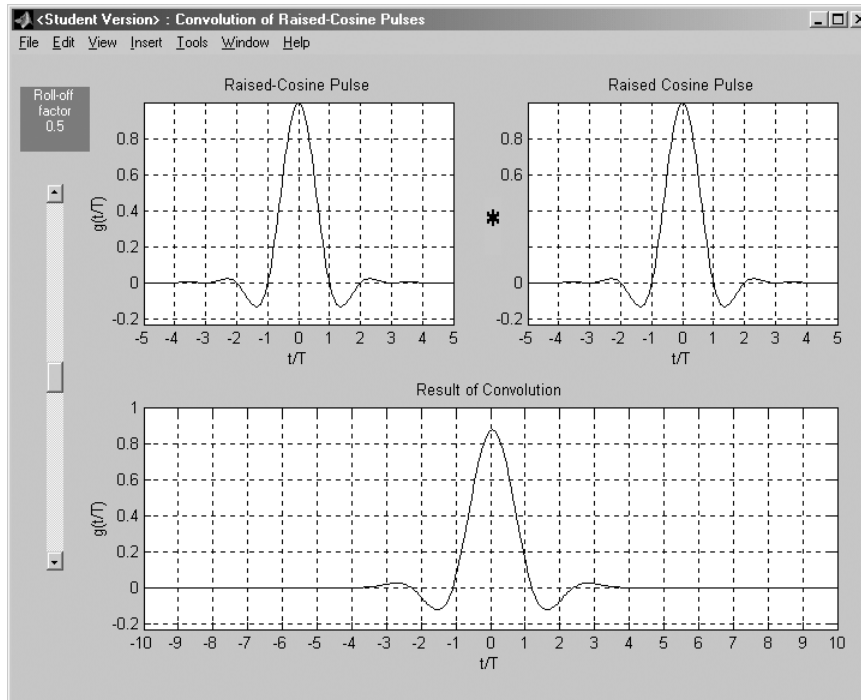 <Student Version> : Convolution of Raised-Cosine Pulses
File Edit View Insert Tools Window Help
Roll-off
factor
0.5
Raised-Cosine Pulse
0.8
0.6
0.4
0.2
0
-0.2
g(t/T)
-5 -4 -3 -2 -1 0 1 2 3 4 5
t/T
*
Raised Cosine Pulse
0.8
0.6
0.2
0
-0.2
-5 -4 -3 -2 -1 0 1 2 3 4 5
t/T
Result of Convolution
1
0.8
0.6
0.4
0.2
0
-0.2
g(t/T)
-10 -9 -8 -7 -6 -5 -4 -3 -2 -1 0 1 2 3 4 5 6 7 8 9 10
t/T